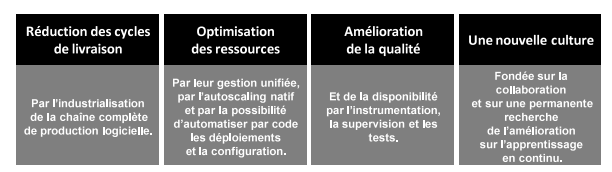 Réduction des cycles
de livraison
Par l'industrialisation
de la chaîne complète
de production logicielle.
Optimisation
des ressources
Par leur gestion unifiée,
par l'autoscaling natif
et par la possibilité
d'automatiser par code
les déploiements
et la configuration.
Amélioration
de la qualité
Et de la disponibilité
par l'instrumentation,
la supervision et les
tests.
Une nouvelle culture
Fondée sur la
collaboration
et sur une permanente
recherche
de l'amélioration
sur l'apprentissage
en continu.